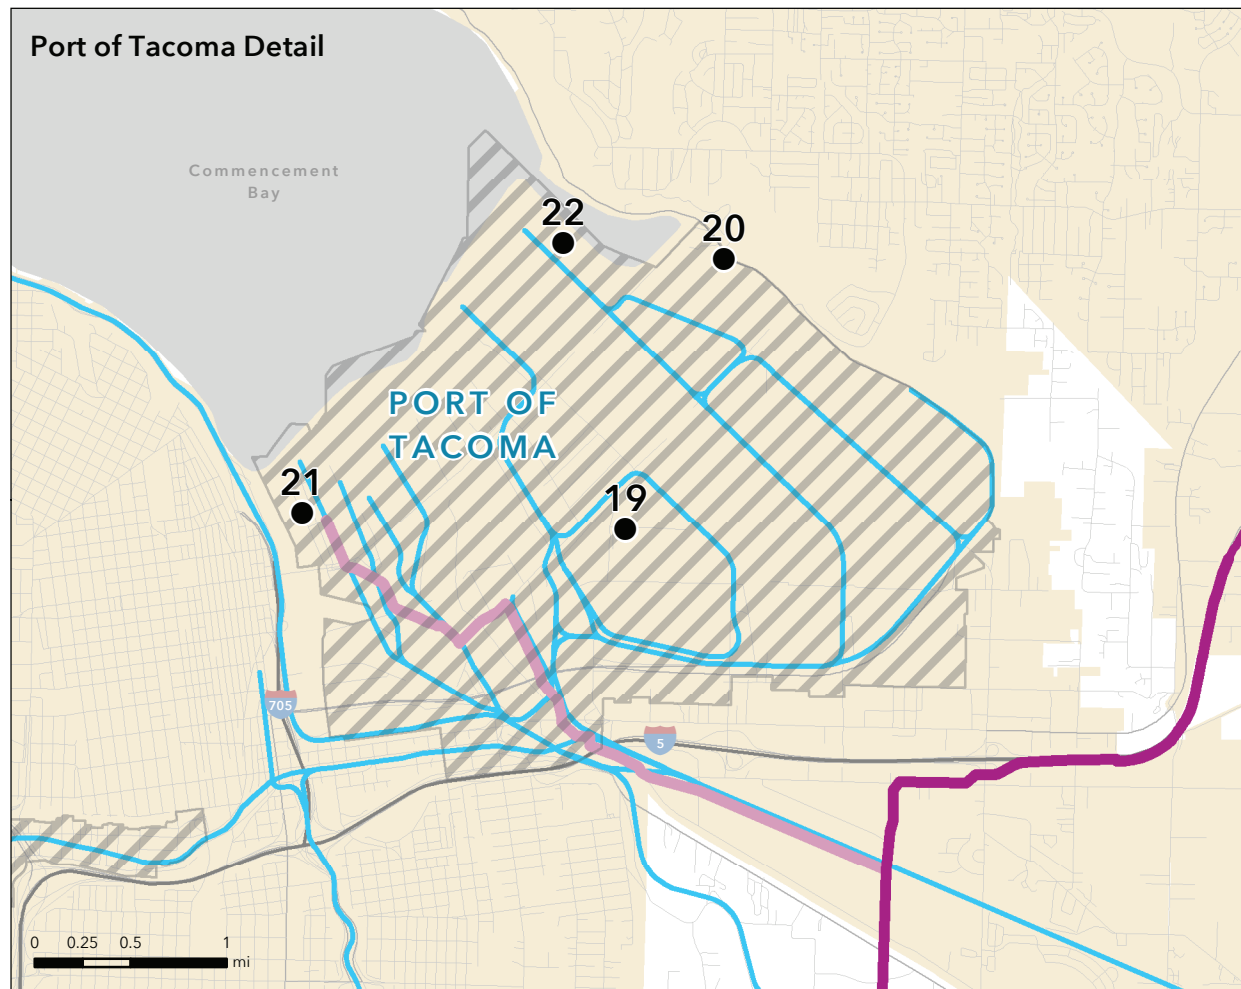 Port of Tacoma Detail
Commencement
Bay
22
20
PORT OF
TACOMA
21
19
705
5
0 0.25 0.5 1
mi